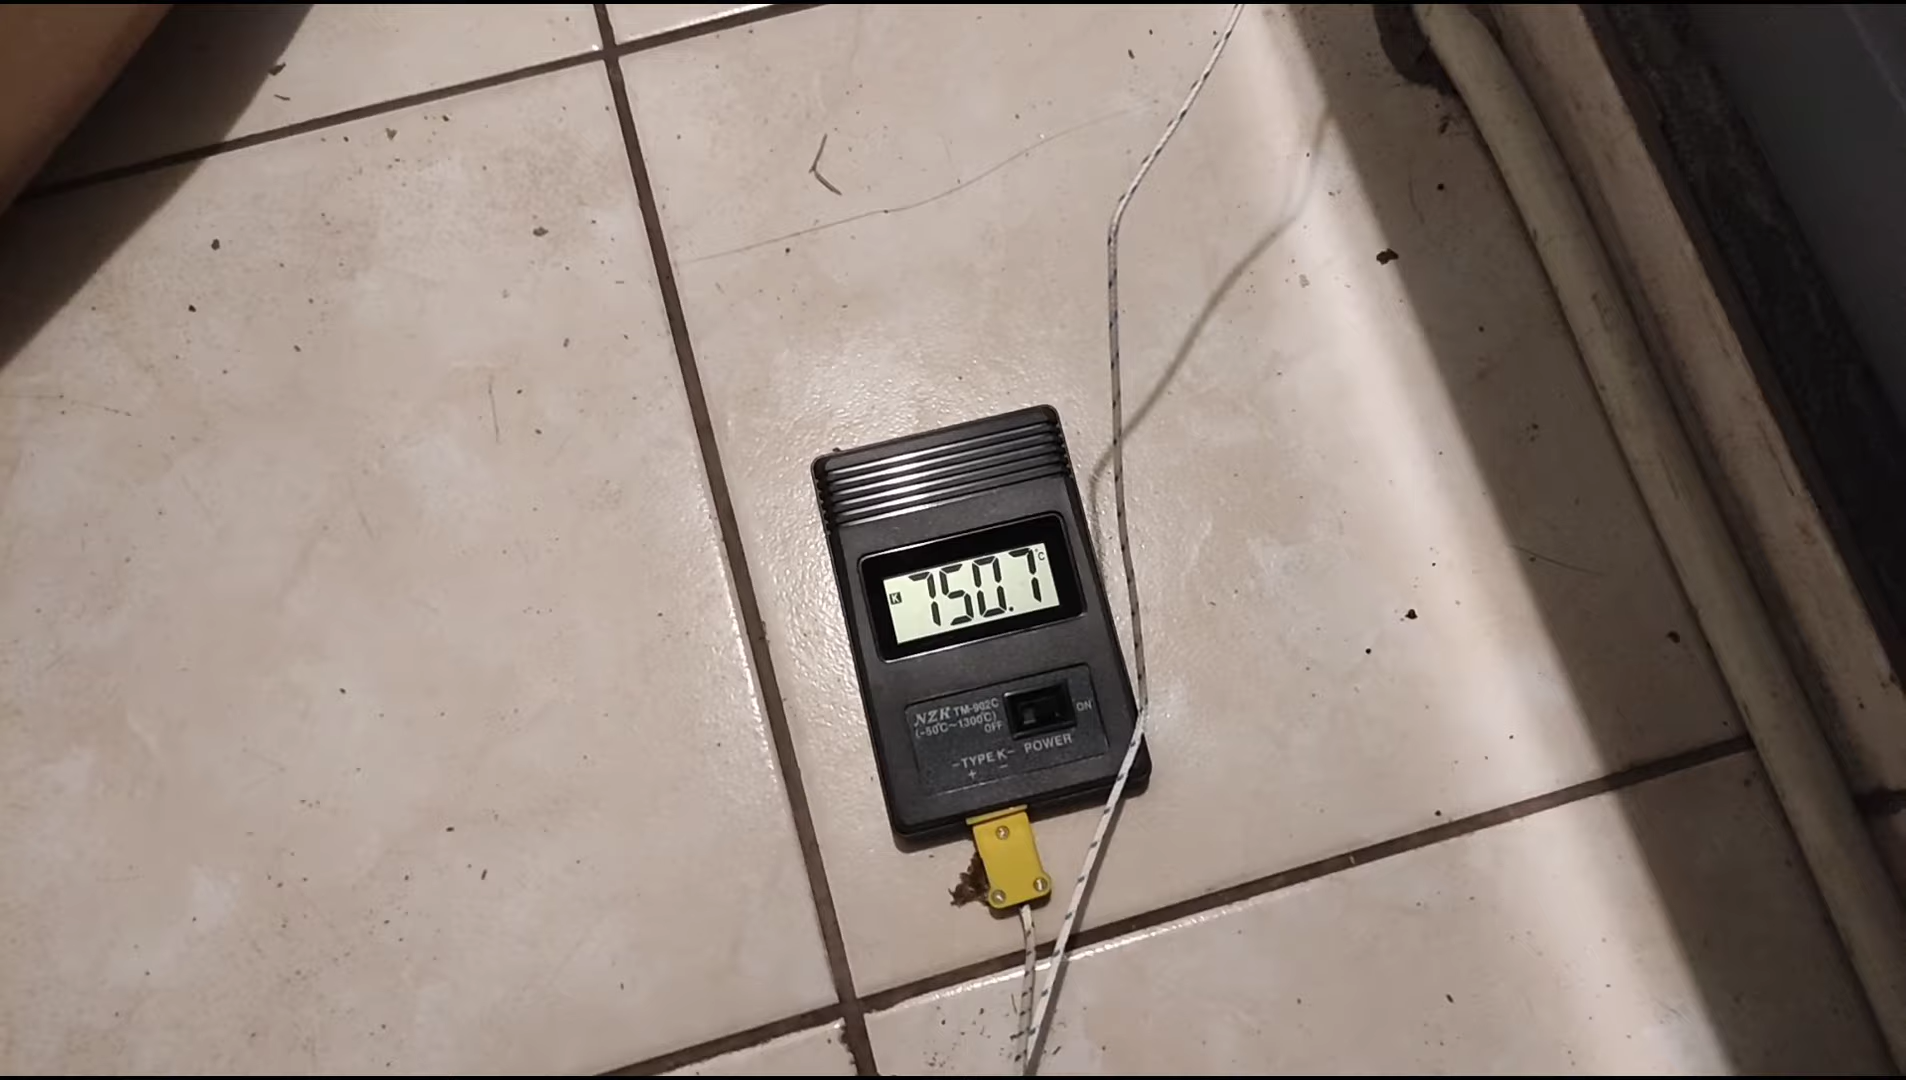 K 750.7 °C
NZK TM-902C
(-50°C~1300°C)
OFF ON
-TYPE K- POWER
+ -